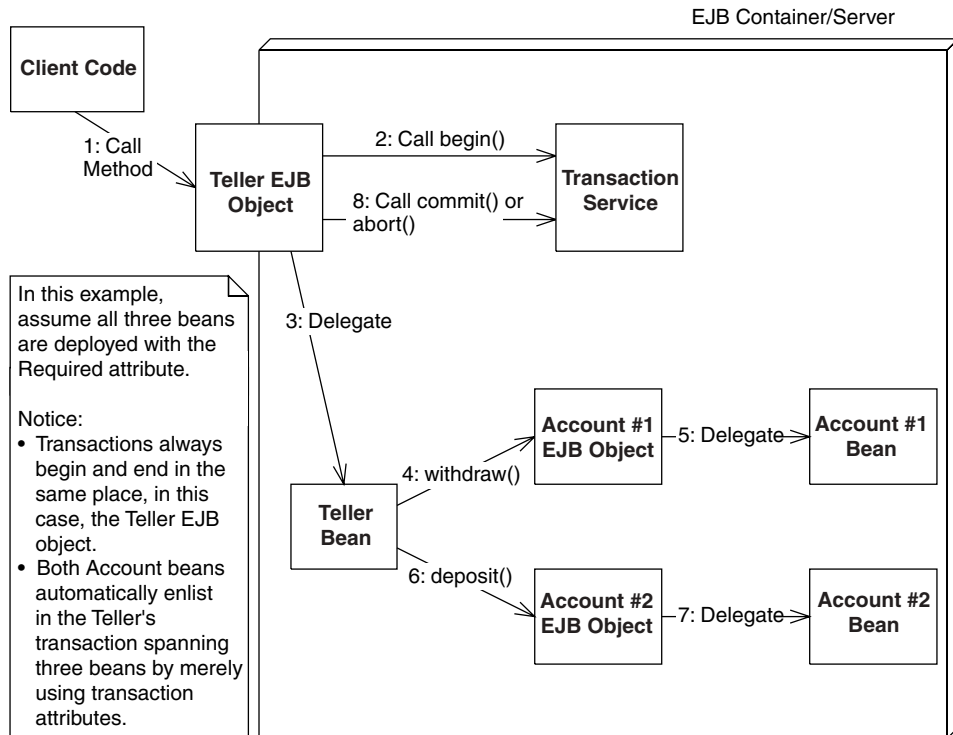 EJB Container/Server
Client Code
1: Call
Method
Teller EJB
Object
2: Call begin()
8: Call commit() or
abort()
Transaction
Service
In this example,
assume all three beans
are deployed with the
Required attribute.
Notice:
• Transactions always
begin and end in the
same place, in this
case, the Teller EJB
object.
• Both Account beans
automatically enlist
in the Teller's
transaction spanning
three beans by merely
using transaction
attributes.
3: Delegate
Teller
Bean
4: withdraw()
Account #1
EJB Object
5: Delegate
Account #1
Bean
6: deposit()
Account #2
EJB Object
7: Delegate
Account #2
Bean